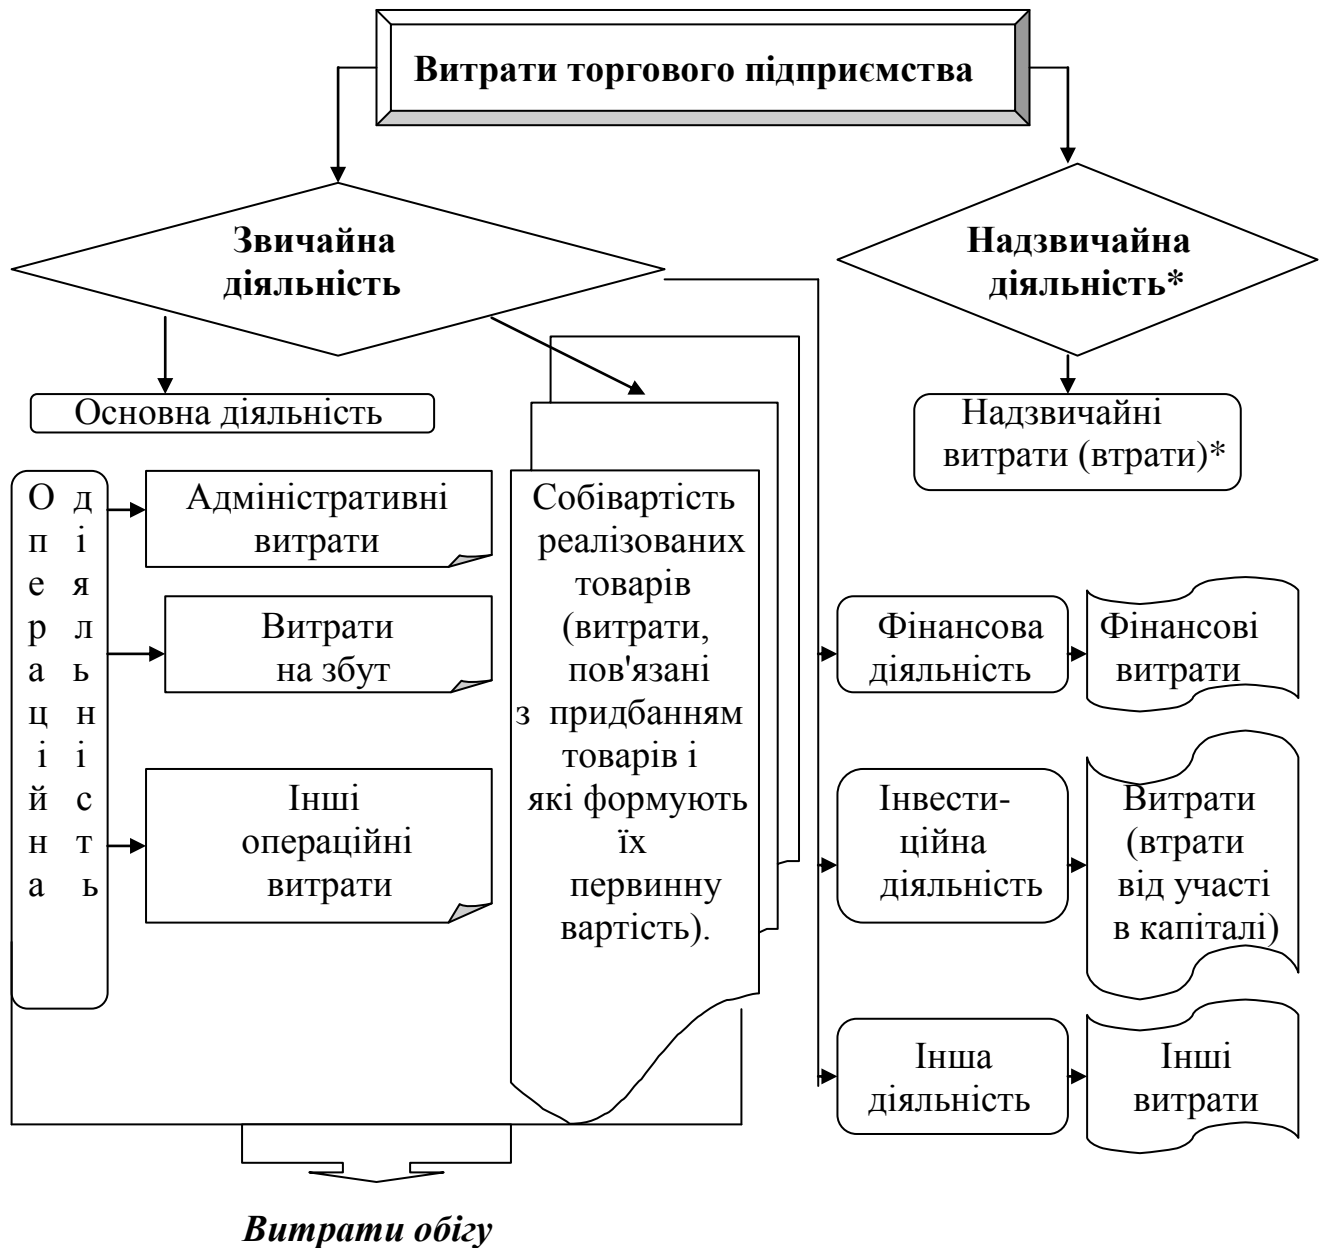 Витрати торгового підприємства
Звичайна
діяльність
Надзвичайна
діяльність*
Основна діяльність
Надзвичайні
витрати (втрати)*
Операційна діяльність
Адміністративні
витрати
Витрати
на збут
Інші
операційні
витрати
Собівартість
реалізованих
товарів
(витрати,
пов'язані
з придбанням
товарів і
які формують
їх
первинну
вартість).
Фінансова
діяльність
Фінансові
витрати
Інвести-
ційна
діяльність
Витрати
(втрати
від участі
в капіталі)
Інша
діяльність
Інші
витрати
Витрати обігу